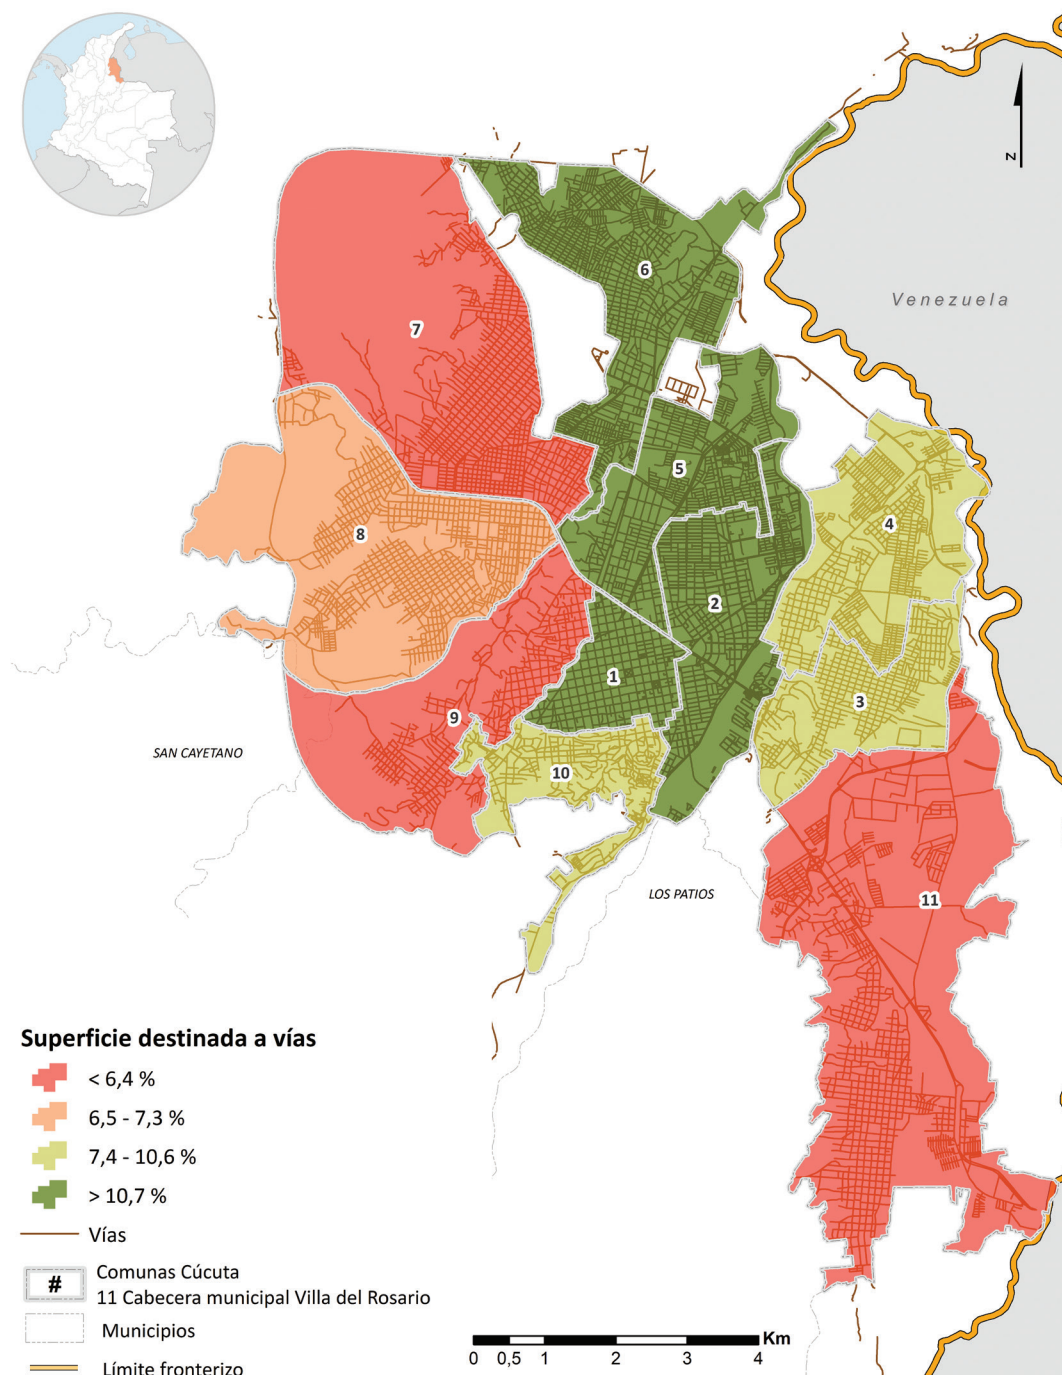 N
Venezuela
6
7
5
4
8
2
1
3
9
SAN CAYETANO
10
LOS PATIOS
11
Superficie destinada a vías
< 6,4 %
6,5 - 7,3 %
7,4 - 10,6 %
> 10,7 %
Vías
# Comunas Cúcuta
11 Cabecera municipal Villa del Rosario
Municipios
Límite fronterizo
Km
0 0,5 1 2 3 4